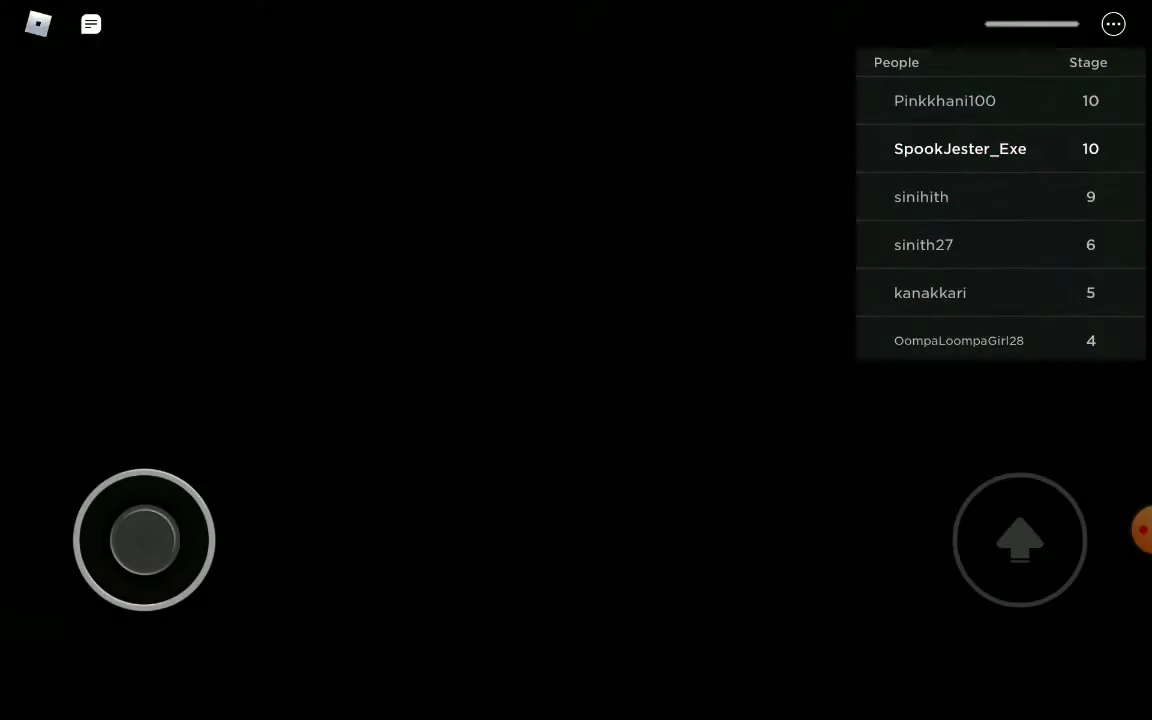 People Stage
Pinkkhani100 10
SpookJester_Exe 10
sinihith 9
sinith27 6
kanakkari 5
OompaLoompaGirl28 4